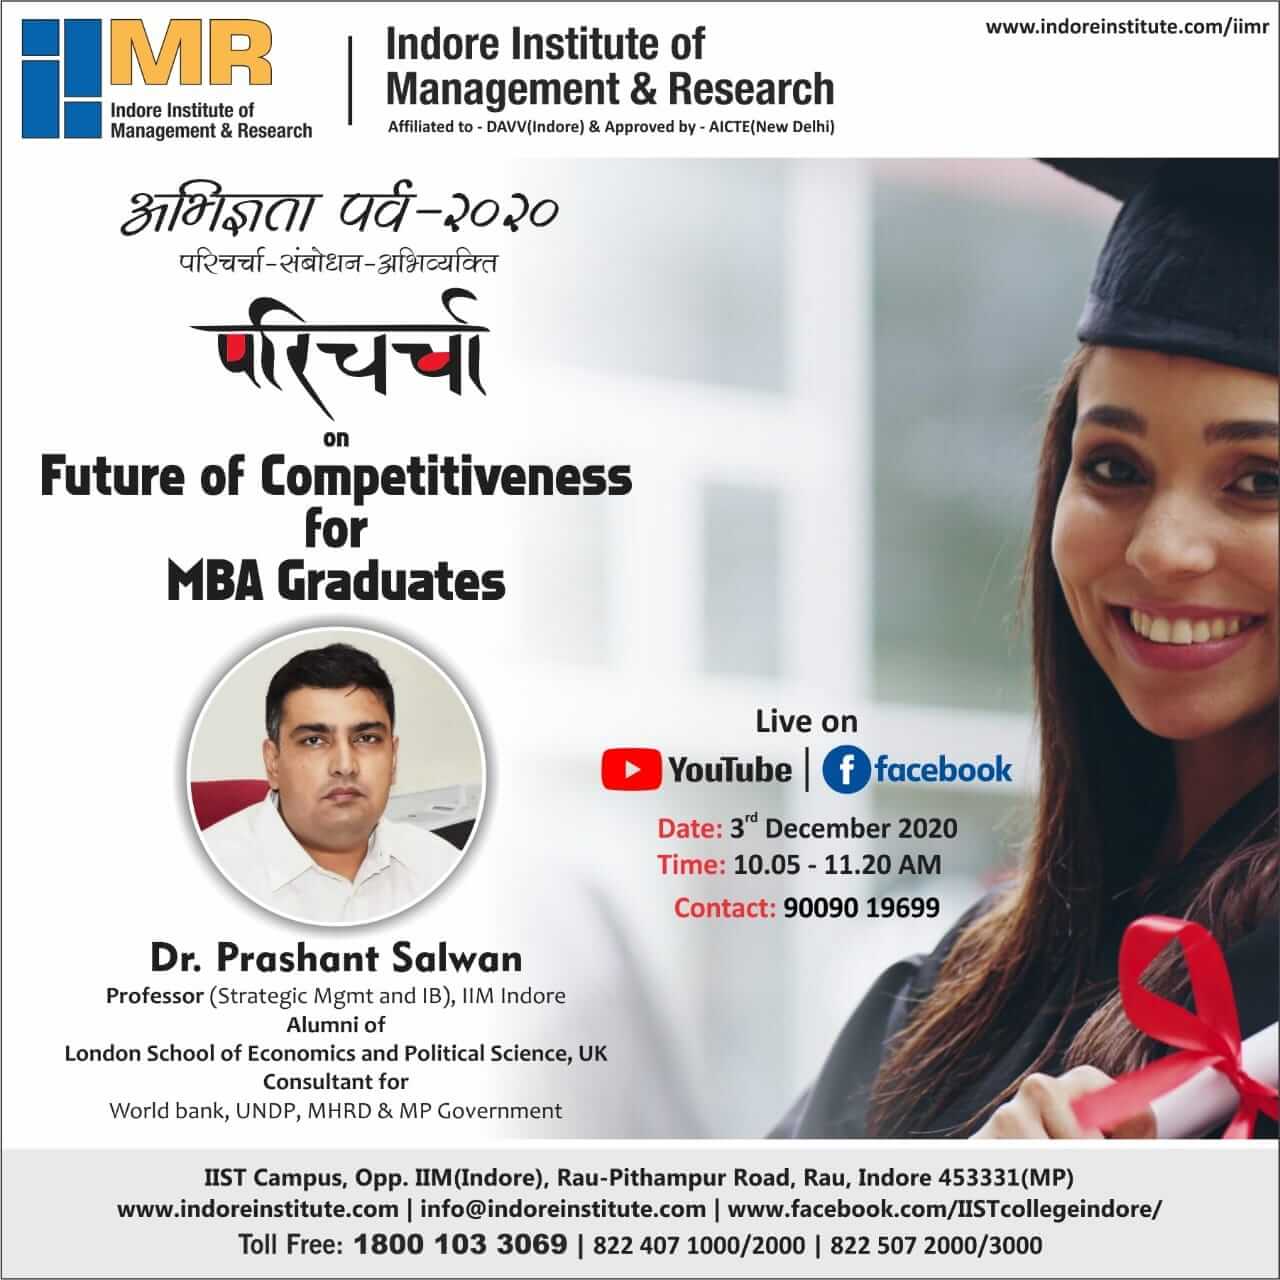 www.indoreinstitute.com/iimr
IIMR
Indore Institute of
Management & Research
Indore Institute of
Management & Research
Affiliated to - DAVV(Indore) & Approved by - AICTE(New Delhi)
अभिज्ञता पर्व-२०२०
परिचर्चा-संबोधन-अभिव्यक्ति
परिचर्चा
on
Future of Competitiveness
for
MBA Graduates
Live on
YouTube | f facebook
Date: 3rd December 2020
Time: 10.05 - 11.20 AM
Contact: 90090 19699
Dr. Prashant Salwan
Professor (Strategic Mgmt and IB), IIM Indore
Alumni of
London School of Economics and Political Science, UK
Consultant for
World bank, UNDP, MHRD & MP Government
IIST Campus, Opp. IIM(Indore), Rau-Pithampur Road, Rau, Indore 453331(MP)
www.indoreinstitute.com | info@indoreinstitute.com | www.facebook.com/IISTcollegeindore/
Toll Free: 1800 103 3069 | 822 407 1000/2000 | 822 507 2000/3000